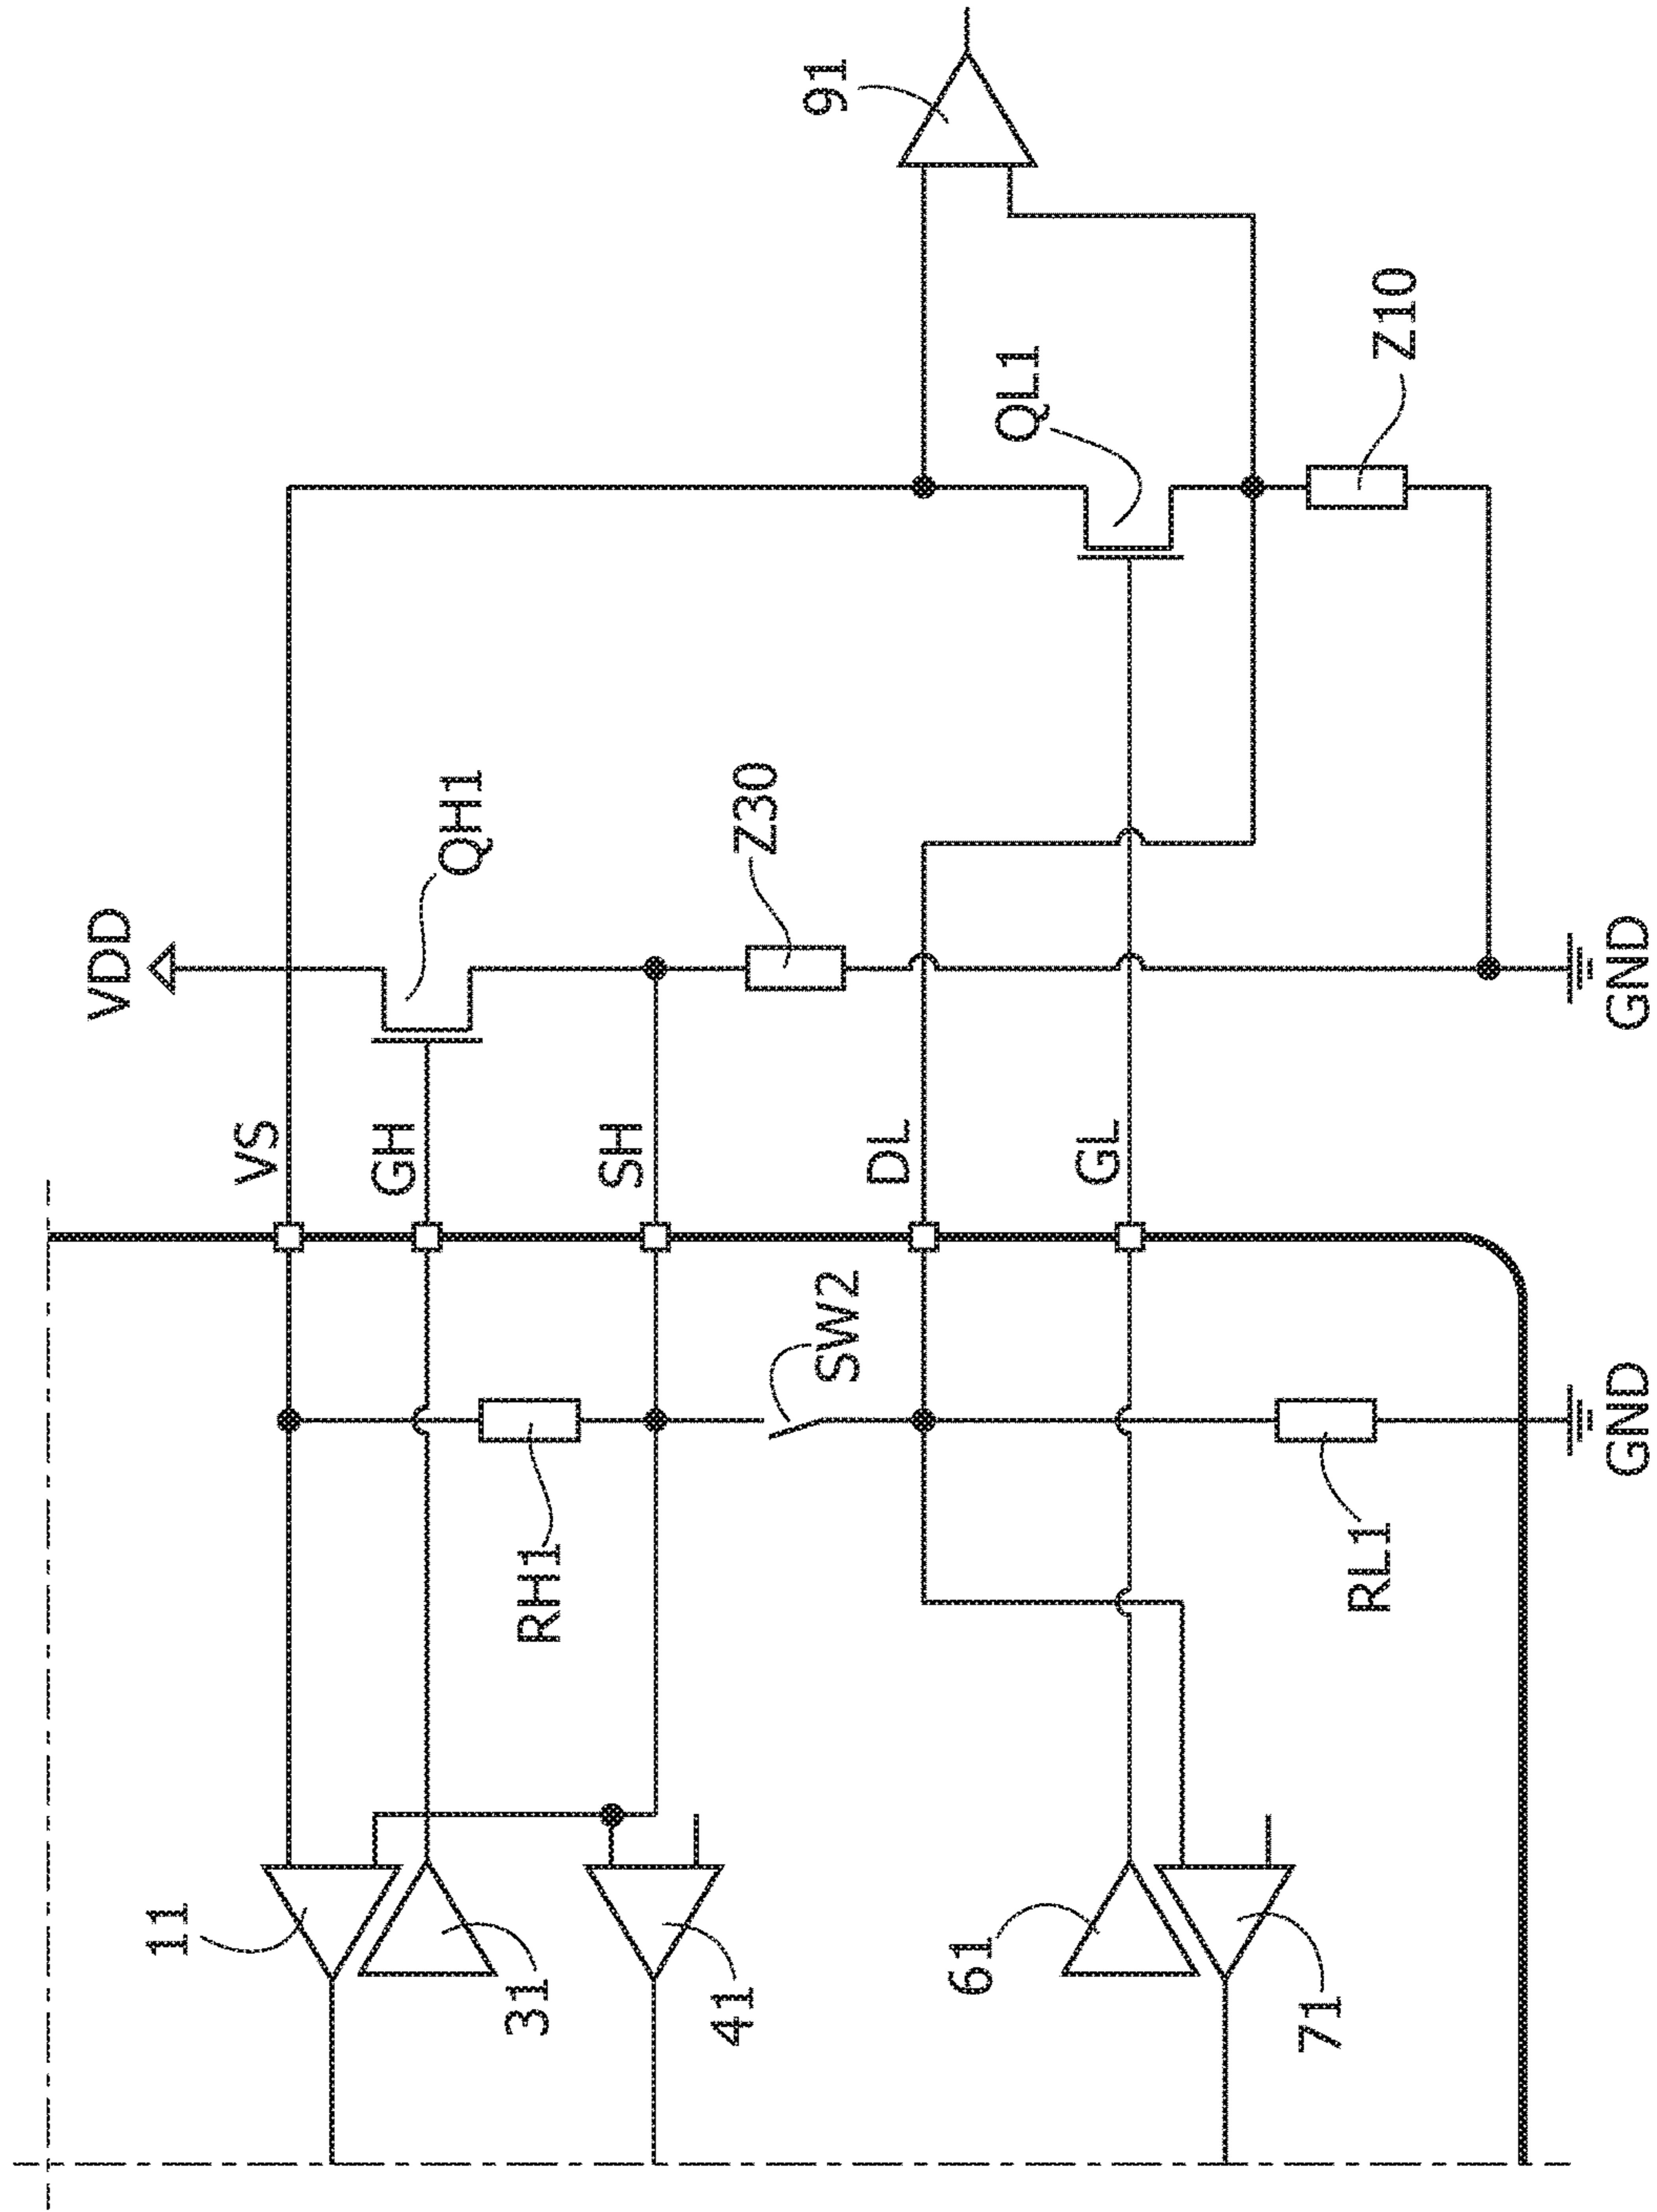 91
VDD
VS
QH1
GH
QL1
SH
Z30
DL
GL
Z10
GND
11
RH1
31
SW2
41
61
RL1
71
GND